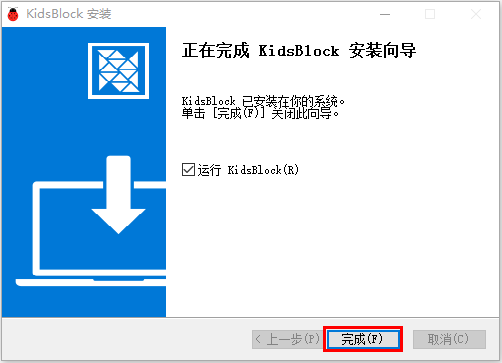 KidsBlock 安装
正在完成 KidsBlock 安装向导
KidsBlock 已安装在你的系统。
单击 [完成(F)] 关闭此向导。
运行 KidsBlock(R)
< 上一步(P)
完成(F)
取消(C)